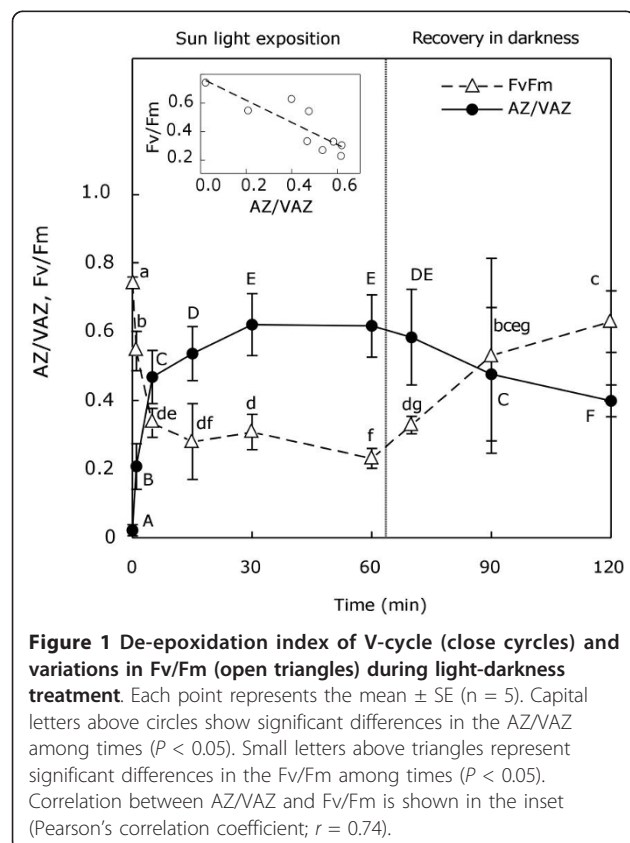 Sun light exposition
Recovery in darkness
FvFm
AZ/VAZ
Fv/Fm
0.6
0.4
0.2
0.0 0.2 0.4 0.6
AZ/VAZ
AZ/VAZ, Fv/Fm
1.0
0.8
0.6
0.4
0.2
0
a
b
C
de
B
A
D
df
E
d
E
f
DE
dg
bceg
C
c
F
0 30 60 90 120
Time (min)
Figure 1 De-epoxidation index of V-cycle (close cyrcles) and
variations in Fv/Fm (open triangles) during light-darkness
treatment. Each point represents the mean ± SE (n = 5). Capital
letters above circles show significant differences in the AZ/VAZ
among times (P < 0.05). Small letters above triangles represent
significant differences in the Fv/Fm among times (P < 0.05).
Correlation between AZ/VAZ and Fv/Fm is shown in the inset
(Pearson's correlation coefficient; r = 0.74).